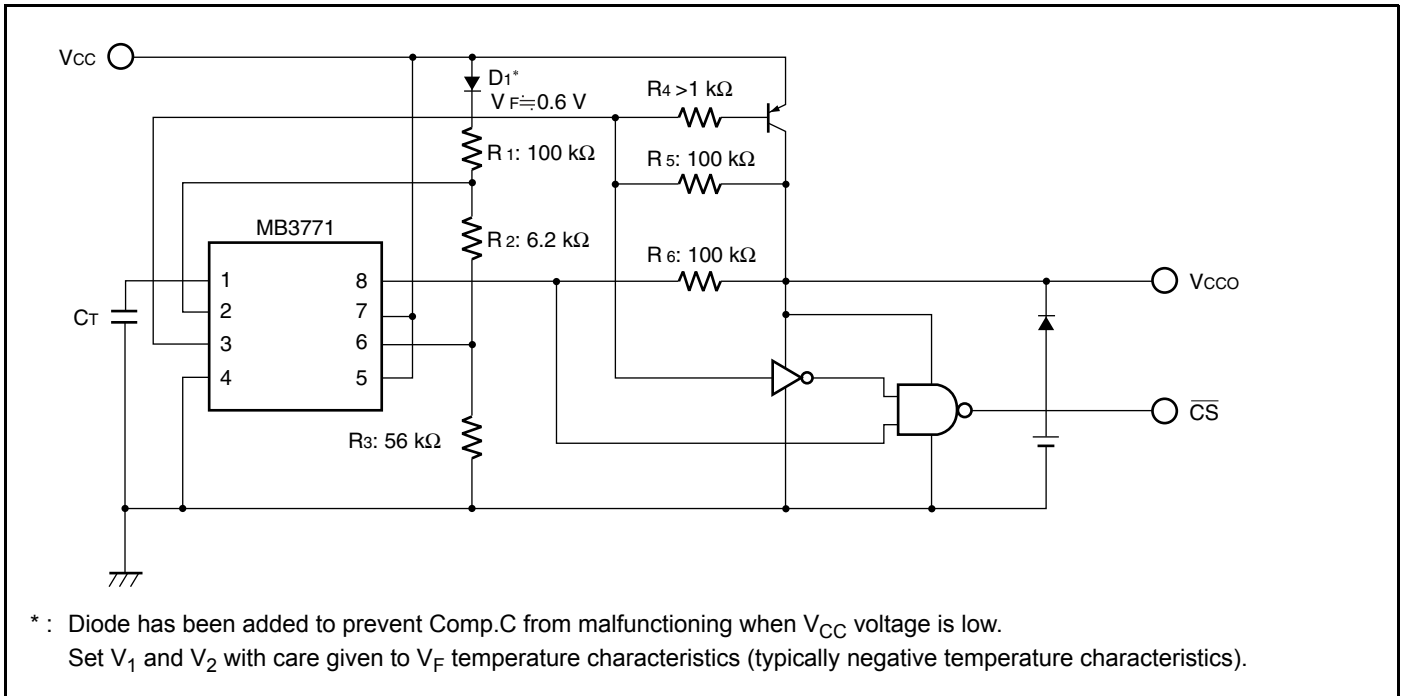 VCC
D1*
VF≒0.6 V
R4 >1 kΩ
R1: 100 kΩ
R5: 100 kΩ
MB3771
R2: 6.2 kΩ
R6: 100 kΩ
1 8
2 7
3 6
4 5
CT
VCCO
CS
R3: 56 kΩ
* : Diode has been added to prevent Comp.C from malfunctioning when VCC voltage is low.
Set V1 and V2 with care given to VF temperature characteristics (typically negative temperature characteristics).